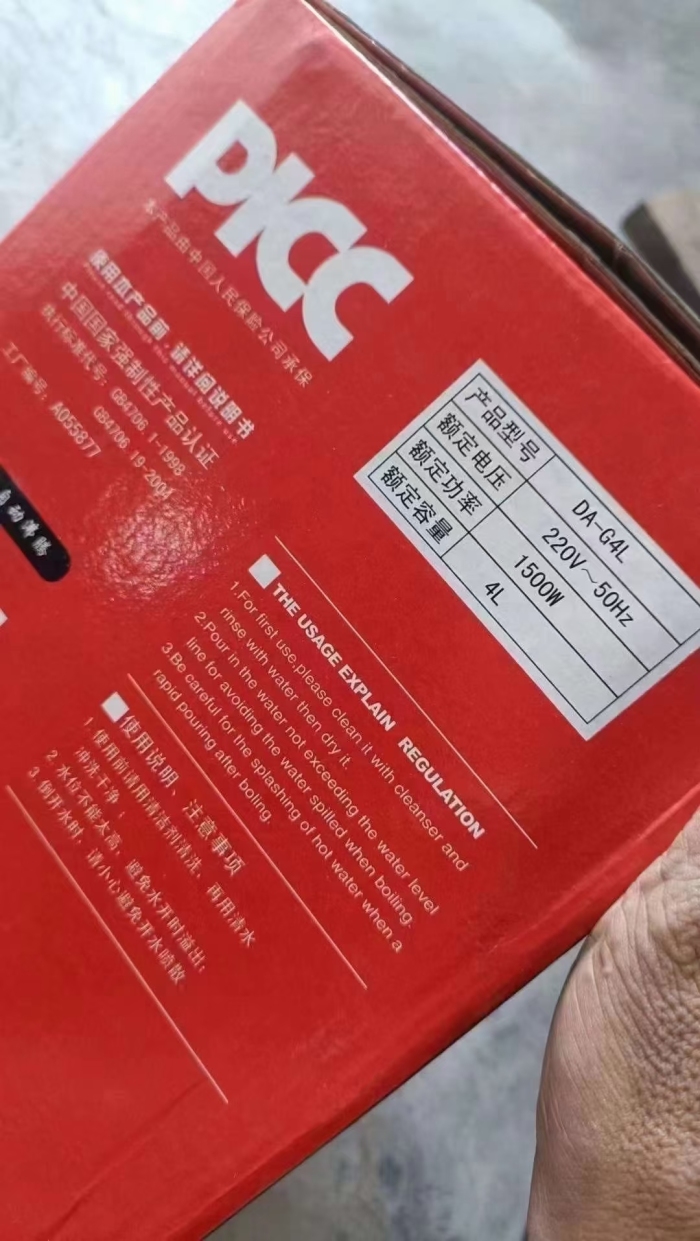 PICC
本产品由中国人民保险公司承保
使用此产品前，请详阅说明书
中国国家强制性产品认证
执行标准代号：GB4706.1-1998
GB4706.19-2004
工厂编号：A055877
自动沸腾
产品型号 DA-G4L
额定电压 220V～50Hz
额定功率 1500W
额定容量 4L
THE USAGE EXPLAIN REGULATION
1.For first use,please clean it with cleanser and
rinse with water then dry it.
2.Pour in the water not exceeding the water level
line for avoiding the water spilled when boiling.
3.Be careful for the splashing of hot water when a
rapid pouring after boiling.
使用说明、注意事项
1、使用前请用清洁剂清洗，再用清水
清洗干净；
2、水位不能太高，避免水开时溢出；
3、倒开水时，请小心避免开水喷散